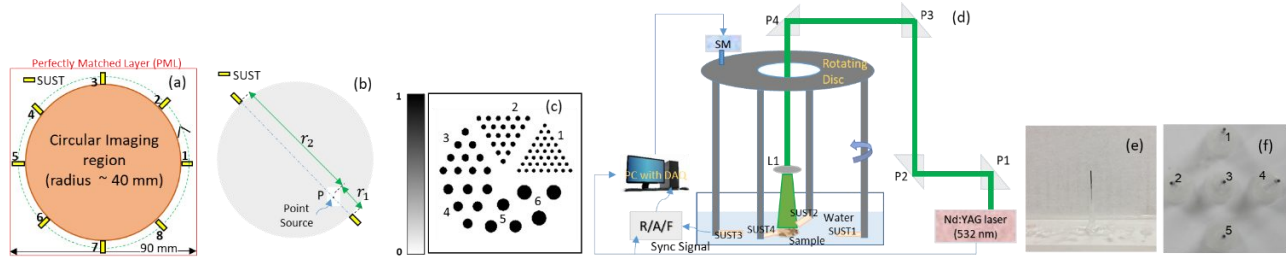 Perfectly Matched Layer (PML)
SUST
(a)
3
2
4
Circular Imaging
region
(radius ~ 40 mm)
5
1
6
8
7
90 mm
SUST
(b)
r₂
r₁
P
Point
Source
1
0
(c)
2
1
3
4
5
6
(d)
P4
P3
SM
Rotating
Disc
L1
PC with DAQ
P2
P1
R/A/F
Sync Signal
SUST2
Water
SUST3
SUST4
SUST1
Sample
Nd:YAG laser
(532 nm)
(e)
(f)
1
2
3
4
5